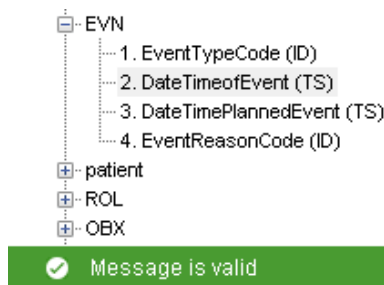 EVN
1. EventTypeCode (ID)
2. DateTimeofEvent (TS)
3. DateTimePlannedEvent (TS)
4. EventReasonCode (ID)
patient
ROL
OBX
Message is valid